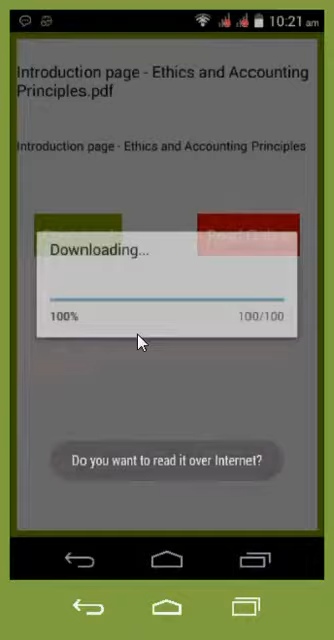 10:21 am
Introduction page - Ethics and Accounting
Principles.pdf
Introduction page - Ethics and Accounting Principles
Downloading...
100%
100/100
Do you want to read it over Internet?